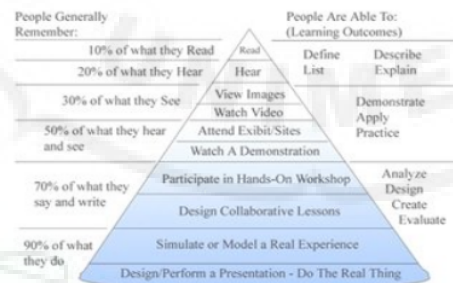 People Generally
Remember:
People Are Able To:
(Learning Outcomes)
10% of what they Read
Read
Define
Describe
List
Explain
20% of what they Hear
Hear
30% of what they See
View Images
Watch Video
Demonstrate
Apply
Practice
50% of what they hear
and see
Attend Exibit/Sites
Watch A Demonstration
70% of what they
say and write
Participate in Hands-On Workshop
Design Collaborative Lessons
Analyze
Design
Create
Evaluate
90% of what
they do
Simulate or Model a Real Experience
Design/Perform a Presentation - Do The Real Thing